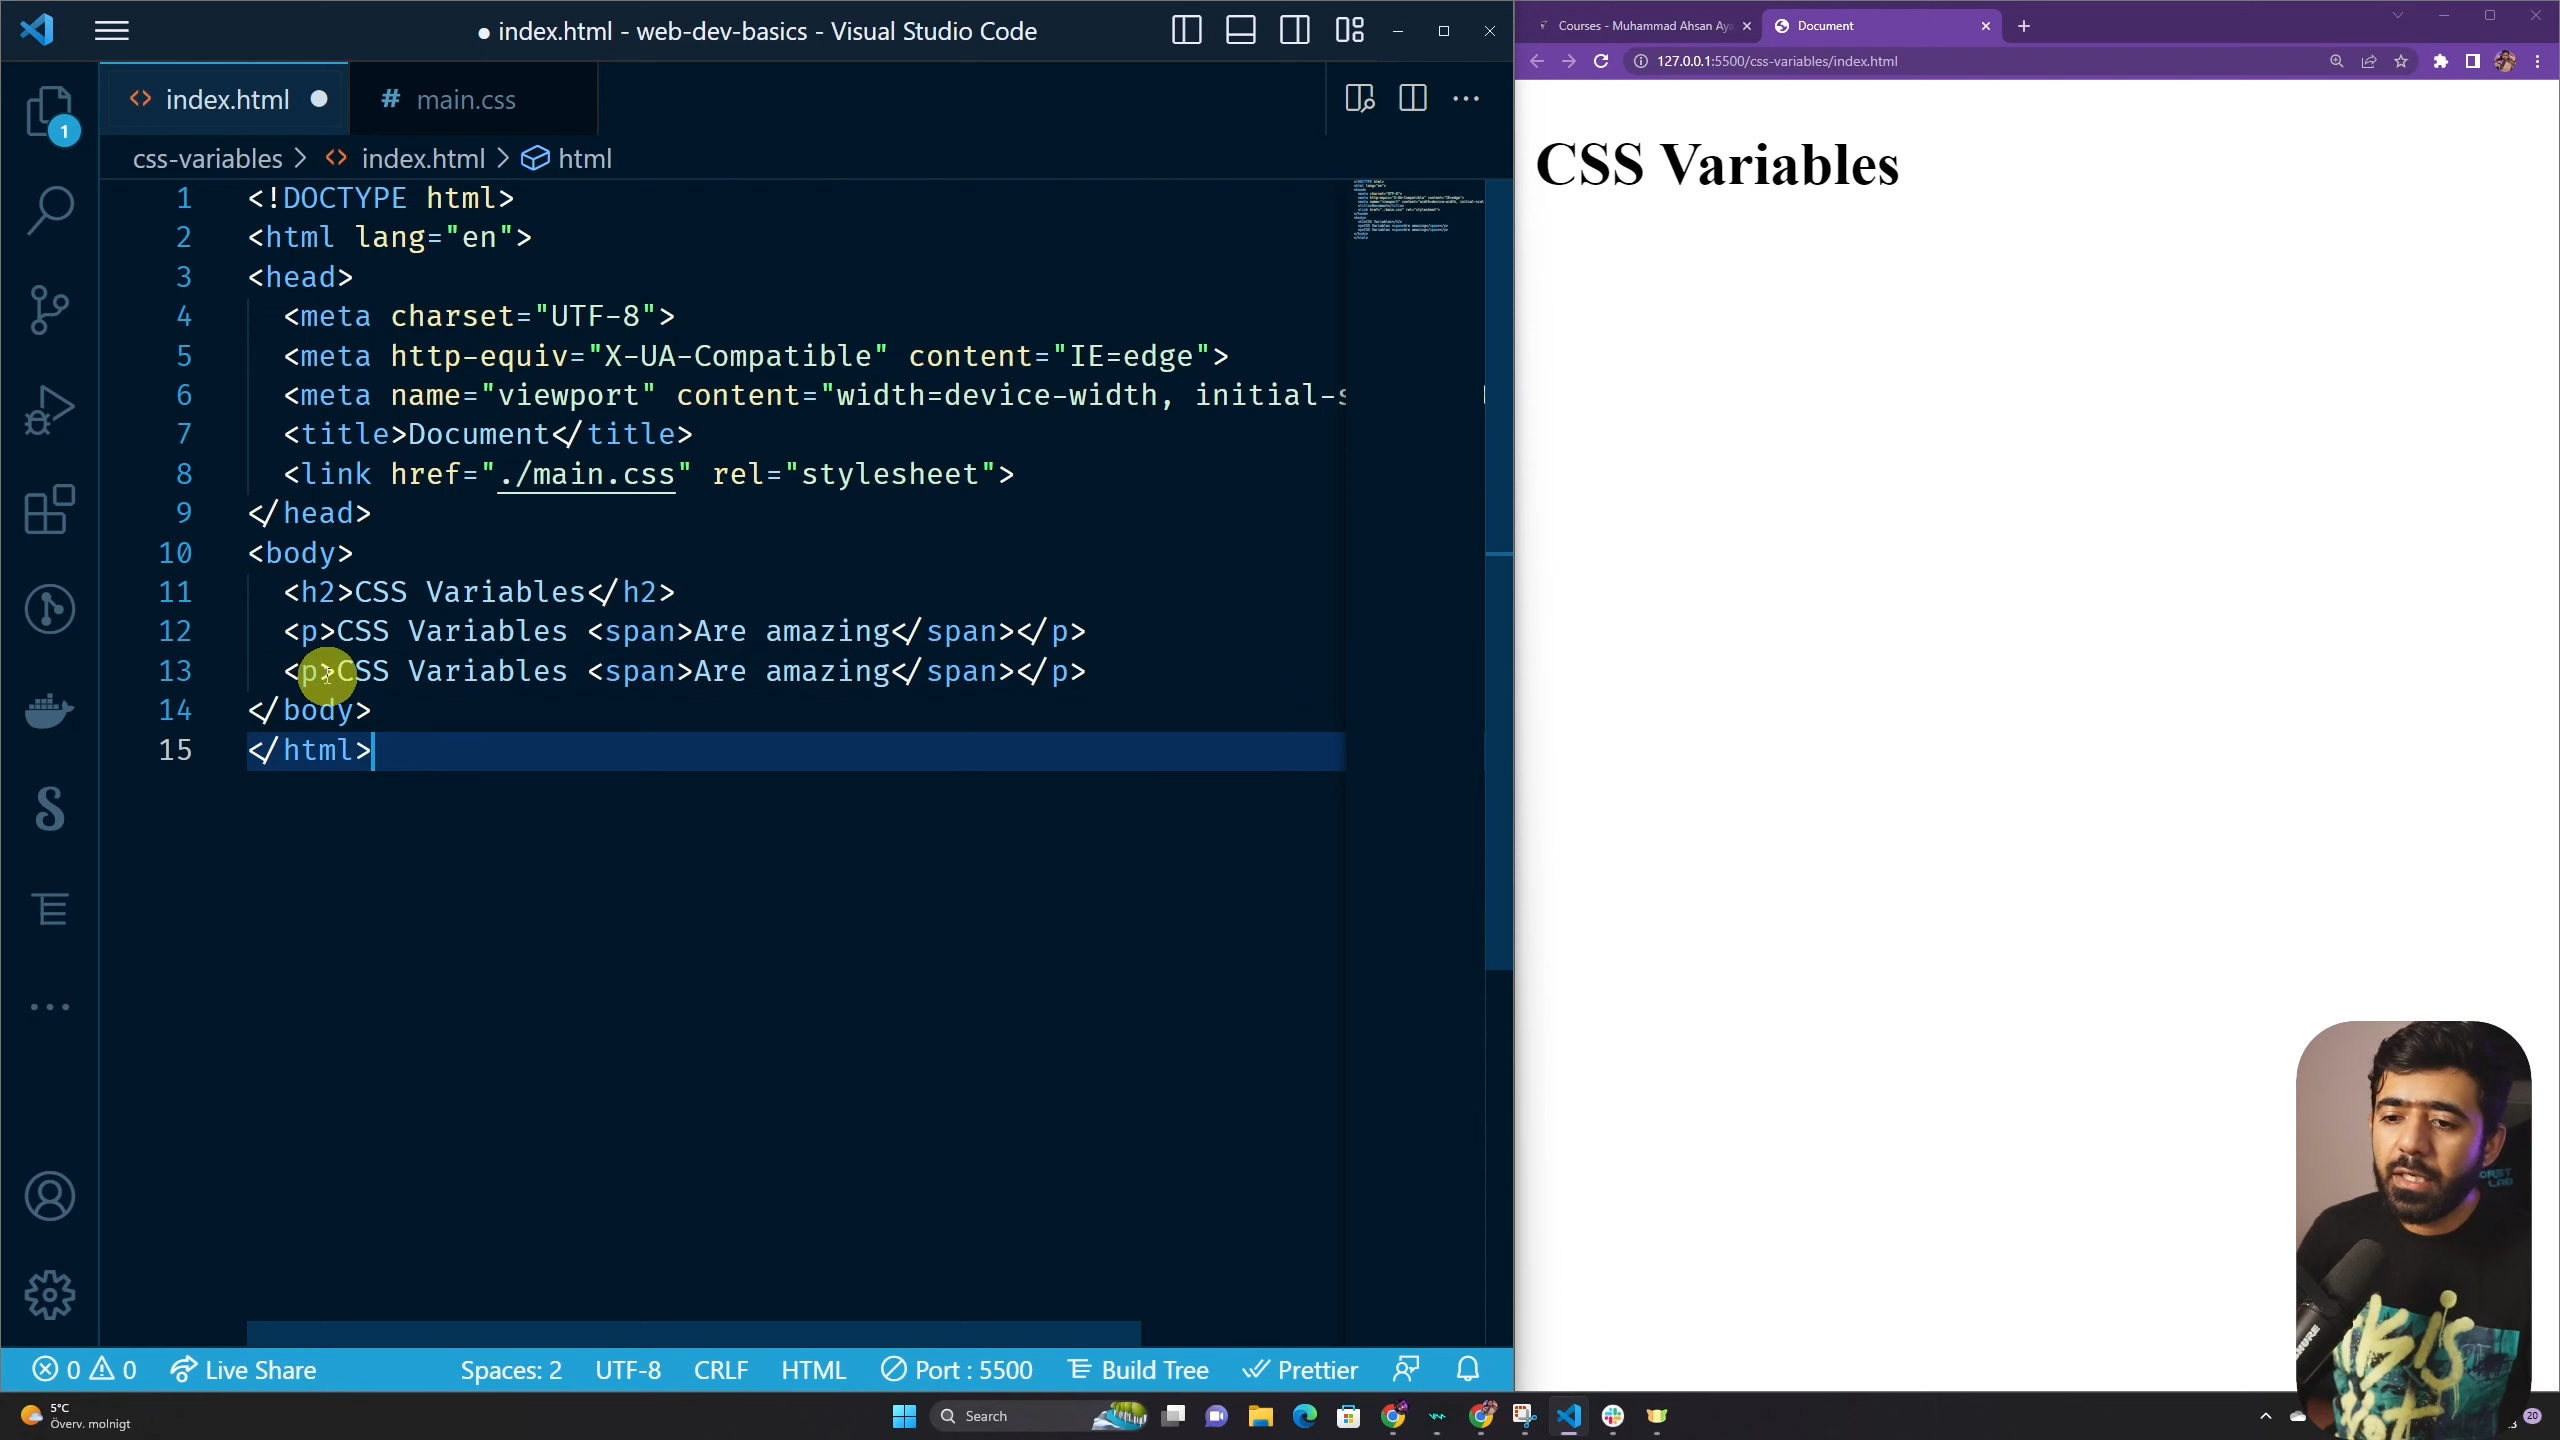 index.html - web-dev-basics - Visual Studio Code
index.html
# main.css
1
css-variables > index.html > html
1 <!DOCTYPE html>
2 <html lang="en">
3 <head>
4 <meta charset="UTF-8">
5 <meta http-equiv="X-UA-Compatible" content="IE=edge">
6 <meta name="viewport" content="width=device-width, initial-s
7 <title>Document</title>
8 <link href="./main.css" rel="stylesheet">
9 </head>
10 <body>
11 <h2>CSS Variables</h2>
12 <p>CSS Variables <span>Are amazing</span></p>
13 <p>CSS Variables <span>Are amazing</span></p>
14 </body>
15 </html>
0 0 Live Share Spaces: 2 UTF-8 CRLF HTML Port : 5500 Build Tree Prettier
Courses - Muhammad Ahsan Aya
Document
127.0.0.1:5500/css-variables/index.html
CSS Variables
5°C
Överv. molnigt
Search
20